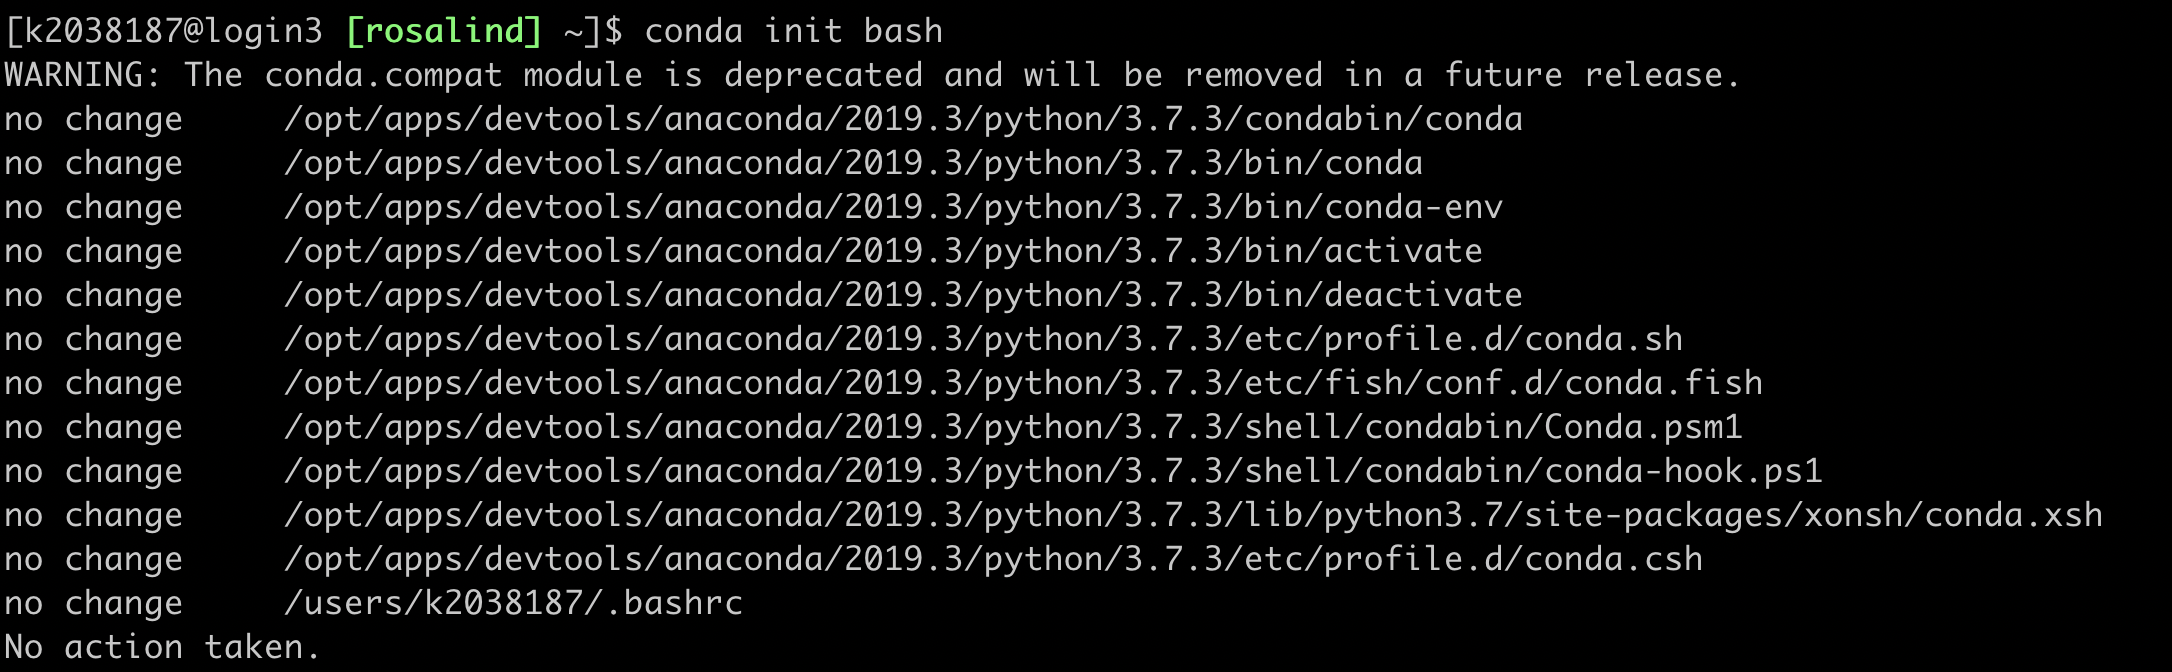 [k2038187@login3 [rosalind] ~]$ conda init bash
WARNING: The conda.compat module is deprecated and will be removed in a future release.
no change     /opt/apps/devtools/anaconda/2019.3/python/3.7.3/condabin/conda
no change     /opt/apps/devtools/anaconda/2019.3/python/3.7.3/bin/conda
no change     /opt/apps/devtools/anaconda/2019.3/python/3.7.3/bin/conda-env
no change     /opt/apps/devtools/anaconda/2019.3/python/3.7.3/bin/activate
no change     /opt/apps/devtools/anaconda/2019.3/python/3.7.3/bin/deactivate
no change     /opt/apps/devtools/anaconda/2019.3/python/3.7.3/etc/profile.d/conda.sh
no change     /opt/apps/devtools/anaconda/2019.3/python/3.7.3/etc/fish/conf.d/conda.fish
no change     /opt/apps/devtools/anaconda/2019.3/python/3.7.3/shell/condabin/Conda.psm1
no change     /opt/apps/devtools/anaconda/2019.3/python/3.7.3/shell/condabin/conda-hook.ps1
no change     /opt/apps/devtools/anaconda/2019.3/python/3.7.3/lib/python3.7/site-packages/xonsh/conda.xsh
no change     /opt/apps/devtools/anaconda/2019.3/python/3.7.3/etc/profile.d/conda.csh
no change     /users/k2038187/.bashrc
No action taken.